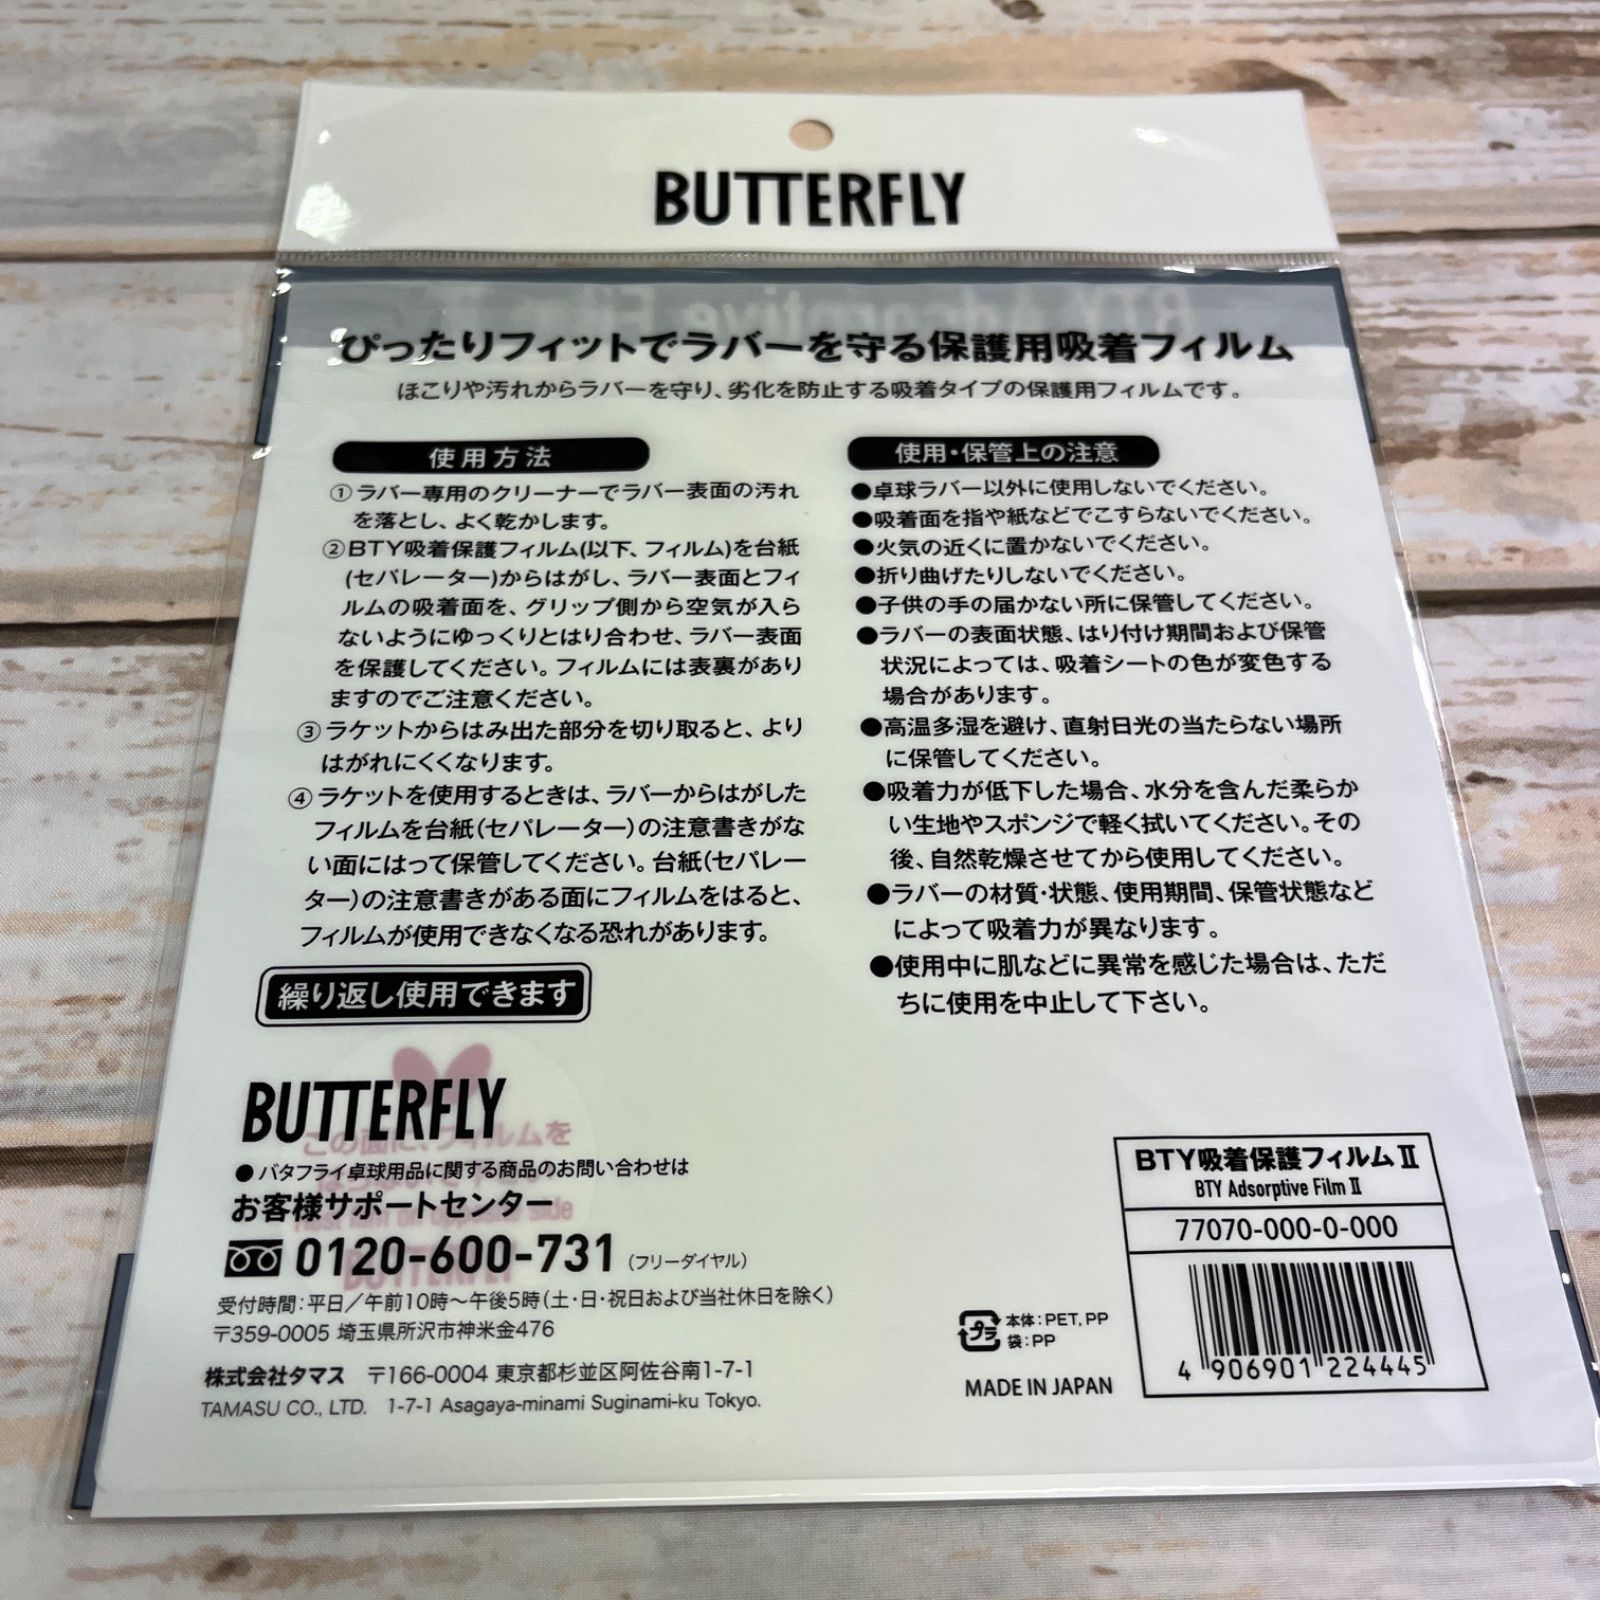 BUTTERFLY
BTY Adsorptive Film II
ぴったりフィットでラバーを守る保護用吸着フィルム
ほこりや汚れからラバーを守り、劣化を防止する吸着タイプの保護用フィルムです。
使用方法
①ラバー専用のクリーナーでラバー表面の汚れ
を落とし、よく乾かします。
②BTY吸着保護フィルム(以下、フィルム)を台紙
(セパレーター)からはがし、ラバー表面とフィ
ルムの吸着面を、グリップ側から空気が入ら
ないようにゆっくりとはり合わせ、ラバー表面
を保護してください。フィルムには表裏があり
ますのでご注意ください。
③ラケットからはみ出た部分を切り取ると、より
はがれにくくなります。
④ラケットを使用するときは、ラバーからはがした
フィルムを台紙(セパレーター)の注意書きがな
い面にはって保管してください。台紙(セパレー
ター)の注意書きがある面にフィルムをはると、
フィルムが使用できなくなる恐れがあります。
繰り返し使用できます
使用・保管上の注意
●卓球ラバー以外に使用しないでください。
●吸着面を指や紙などでこすらないでください。
●火気の近くに置かないでください。
●折り曲げたりしないでください。
●子供の手の届かない所に保管してください。
●ラバーの表面状態、はり付け期間および保管
状況によっては、吸着シートの色が変色する
場合があります。
●高温多湿を避け、直射日光の当たらない場所
に保管してください。
●吸着力が低下した場合、水分を含んだ柔らか
い生地やスポンジで軽く拭いてください。その
後、自然乾燥させてから使用してください。
●ラバーの材質・状態、使用期間、保管状態など
によって吸着力が異なります。
●使用中に肌などに異常を感じた場合は、ただ
ちに使用を中止して下さい。
BUTTERFLY
この面に、フィルムを
●バタフライ卓球用品に関する商品のお問い合わせは
お客様サポートセンター
0120-600-731 (フリーダイヤル)
BUTTERFLY
受付時間:平日/午前10時〜午後5時(土・日・祝日および当社休日を除く)
〒359-0005 埼玉県所沢市神米金476
株式会社タマス 〒166-0004 東京都杉並区阿佐谷南1-7-1
TAMASU CO., LTD. 1-7-1 Asagaya-minami Suginami-ku Tokyo.
プラ 本体:PET, PP
袋:PP
MADE IN JAPAN
BTY吸着保護フィルムⅡ
BTY Adsorptive Film Ⅱ
77070-000-0-000
4 906901 224445